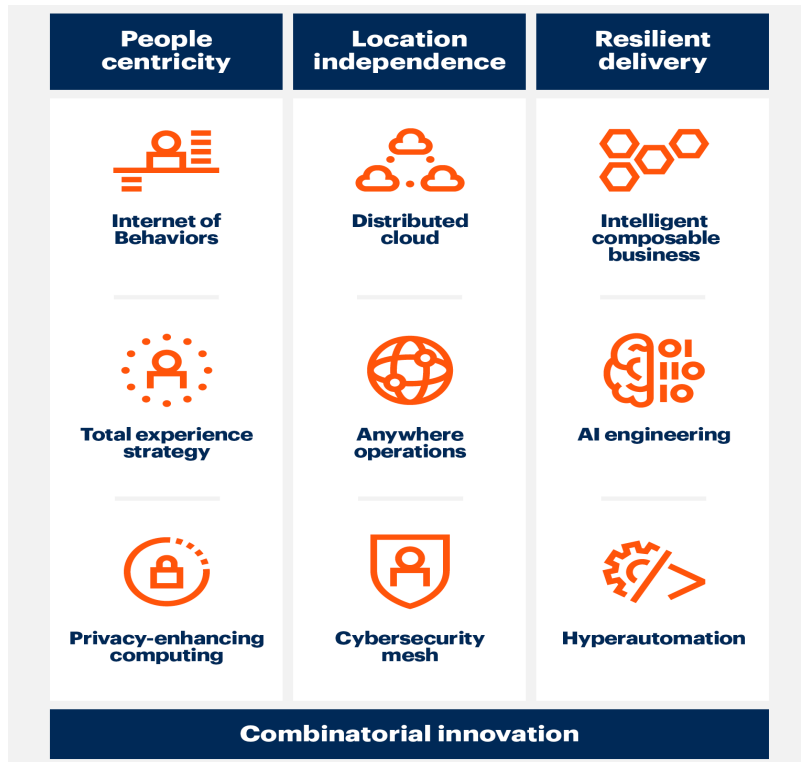 People
centricity
Location
independence
Resilient
delivery
Internet of
Behaviors
Distributed
cloud
Intelligent
composable
business
Total experience
strategy
Anywhere
operations
AI engineering
Privacy-enhancing
computing
Cybersecurity
mesh
Hyperautomation
Combinatorial innovation